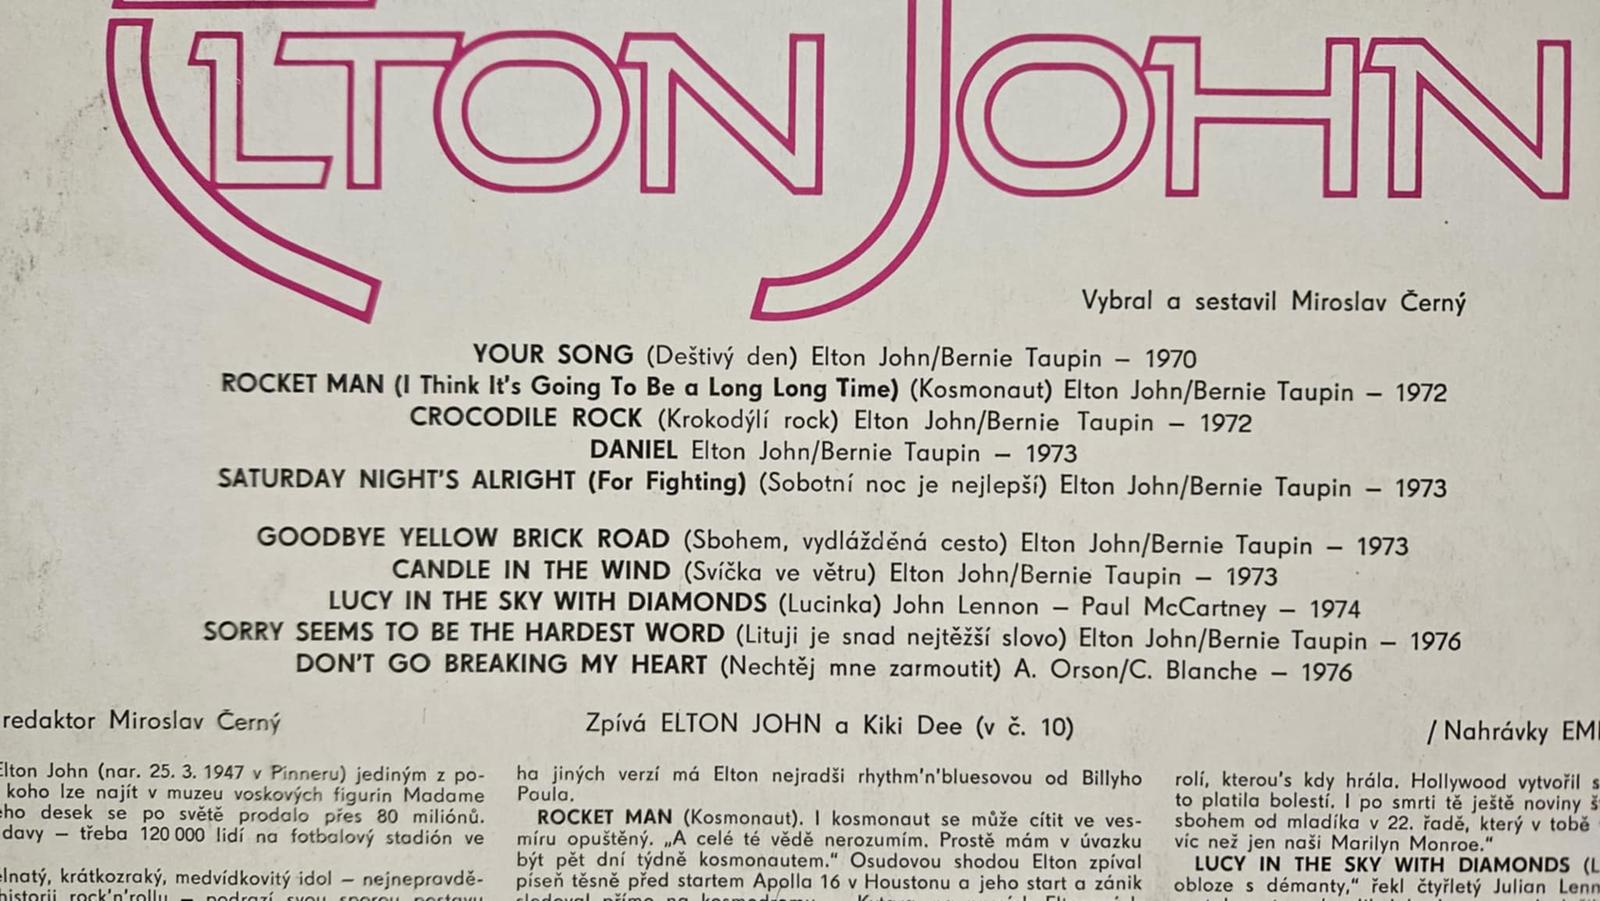 ELTON JOHN
Vybral a sestavil Miroslav Černý
YOUR SONG (Deštivý den) Elton John/Bernie Taupin – 1970
ROCKET MAN (I Think It's Going To Be a Long Long Time) (Kosmonaut) Elton John/Bernie Taupin – 1972
CROCODILE ROCK (Krokodýlí rock) Elton John/Bernie Taupin – 1972
DANIEL Elton John/Bernie Taupin – 1973
SATURDAY NIGHT'S ALRIGHT (For Fighting) (Sobotní noc je nejlepší) Elton John/Bernie Taupin – 1973
GOODBYE YELLOW BRICK ROAD (Sbohem, vydlážděná cesto) Elton John/Bernie Taupin – 1973
CANDLE IN THE WIND (Svíčka ve větru) Elton John/Bernie Taupin – 1973
LUCY IN THE SKY WITH DIAMONDS (Lucinka) John Lennon – Paul McCartney – 1974
SORRY SEEMS TO BE THE HARDEST WORD (Lituji je snad nejtěžší slovo) Elton John/Bernie Taupin – 1976
DON'T GO BREAKING MY HEART (Nechtěj mne zarmoutit) A. Orson/C. Blanche – 1976
redaktor Miroslav Černý
Zpívá ELTON JOHN a Kiki Dee (v č. 10)
/ Nahrávky EMI
Elton John (nar. 25. 3. 1947 v Pinneru) jediným z po-
koho lze najít v muzeu voskových figurin Madame
desek se po světě prodalo přes 80 miliónů.
davy – třeba 120 000 lidí na fotbalový stadión ve
krátkozraký, medvídkovitý idol – nejnepravdě-
historii rock'n'rollu – podrazí svou sporou postavu
ha jiných verzí má Elton nejradši rhythm'n'bluesovou od Billyho
Paula.
ROCKET MAN (Kosmonaut). I kosmonaut se může cítit ve ves-
míru opuštěný. „A celé té vědě nerozumím. Prostě mám v úvazku
být pět dní týdně kosmonautem.“ Osudovou shodou Elton zpíval
píseň těsně před startem Apolla 16 v Houstonu a jeho start a zánik
sledoval přímo na kosmodromu
rolí, kterou's kdy hrála. Hollywood vytvořil
to platila bolestí. I po smrti tě ještě noviny
sbohem od mladíka v 22. řadě, který v tobě
víc než jen naši Marilyn Monroe.“
LUCY IN THE SKY WITH DIAMONDS
obloze s démanty,“ řekl čtyřletý Julian